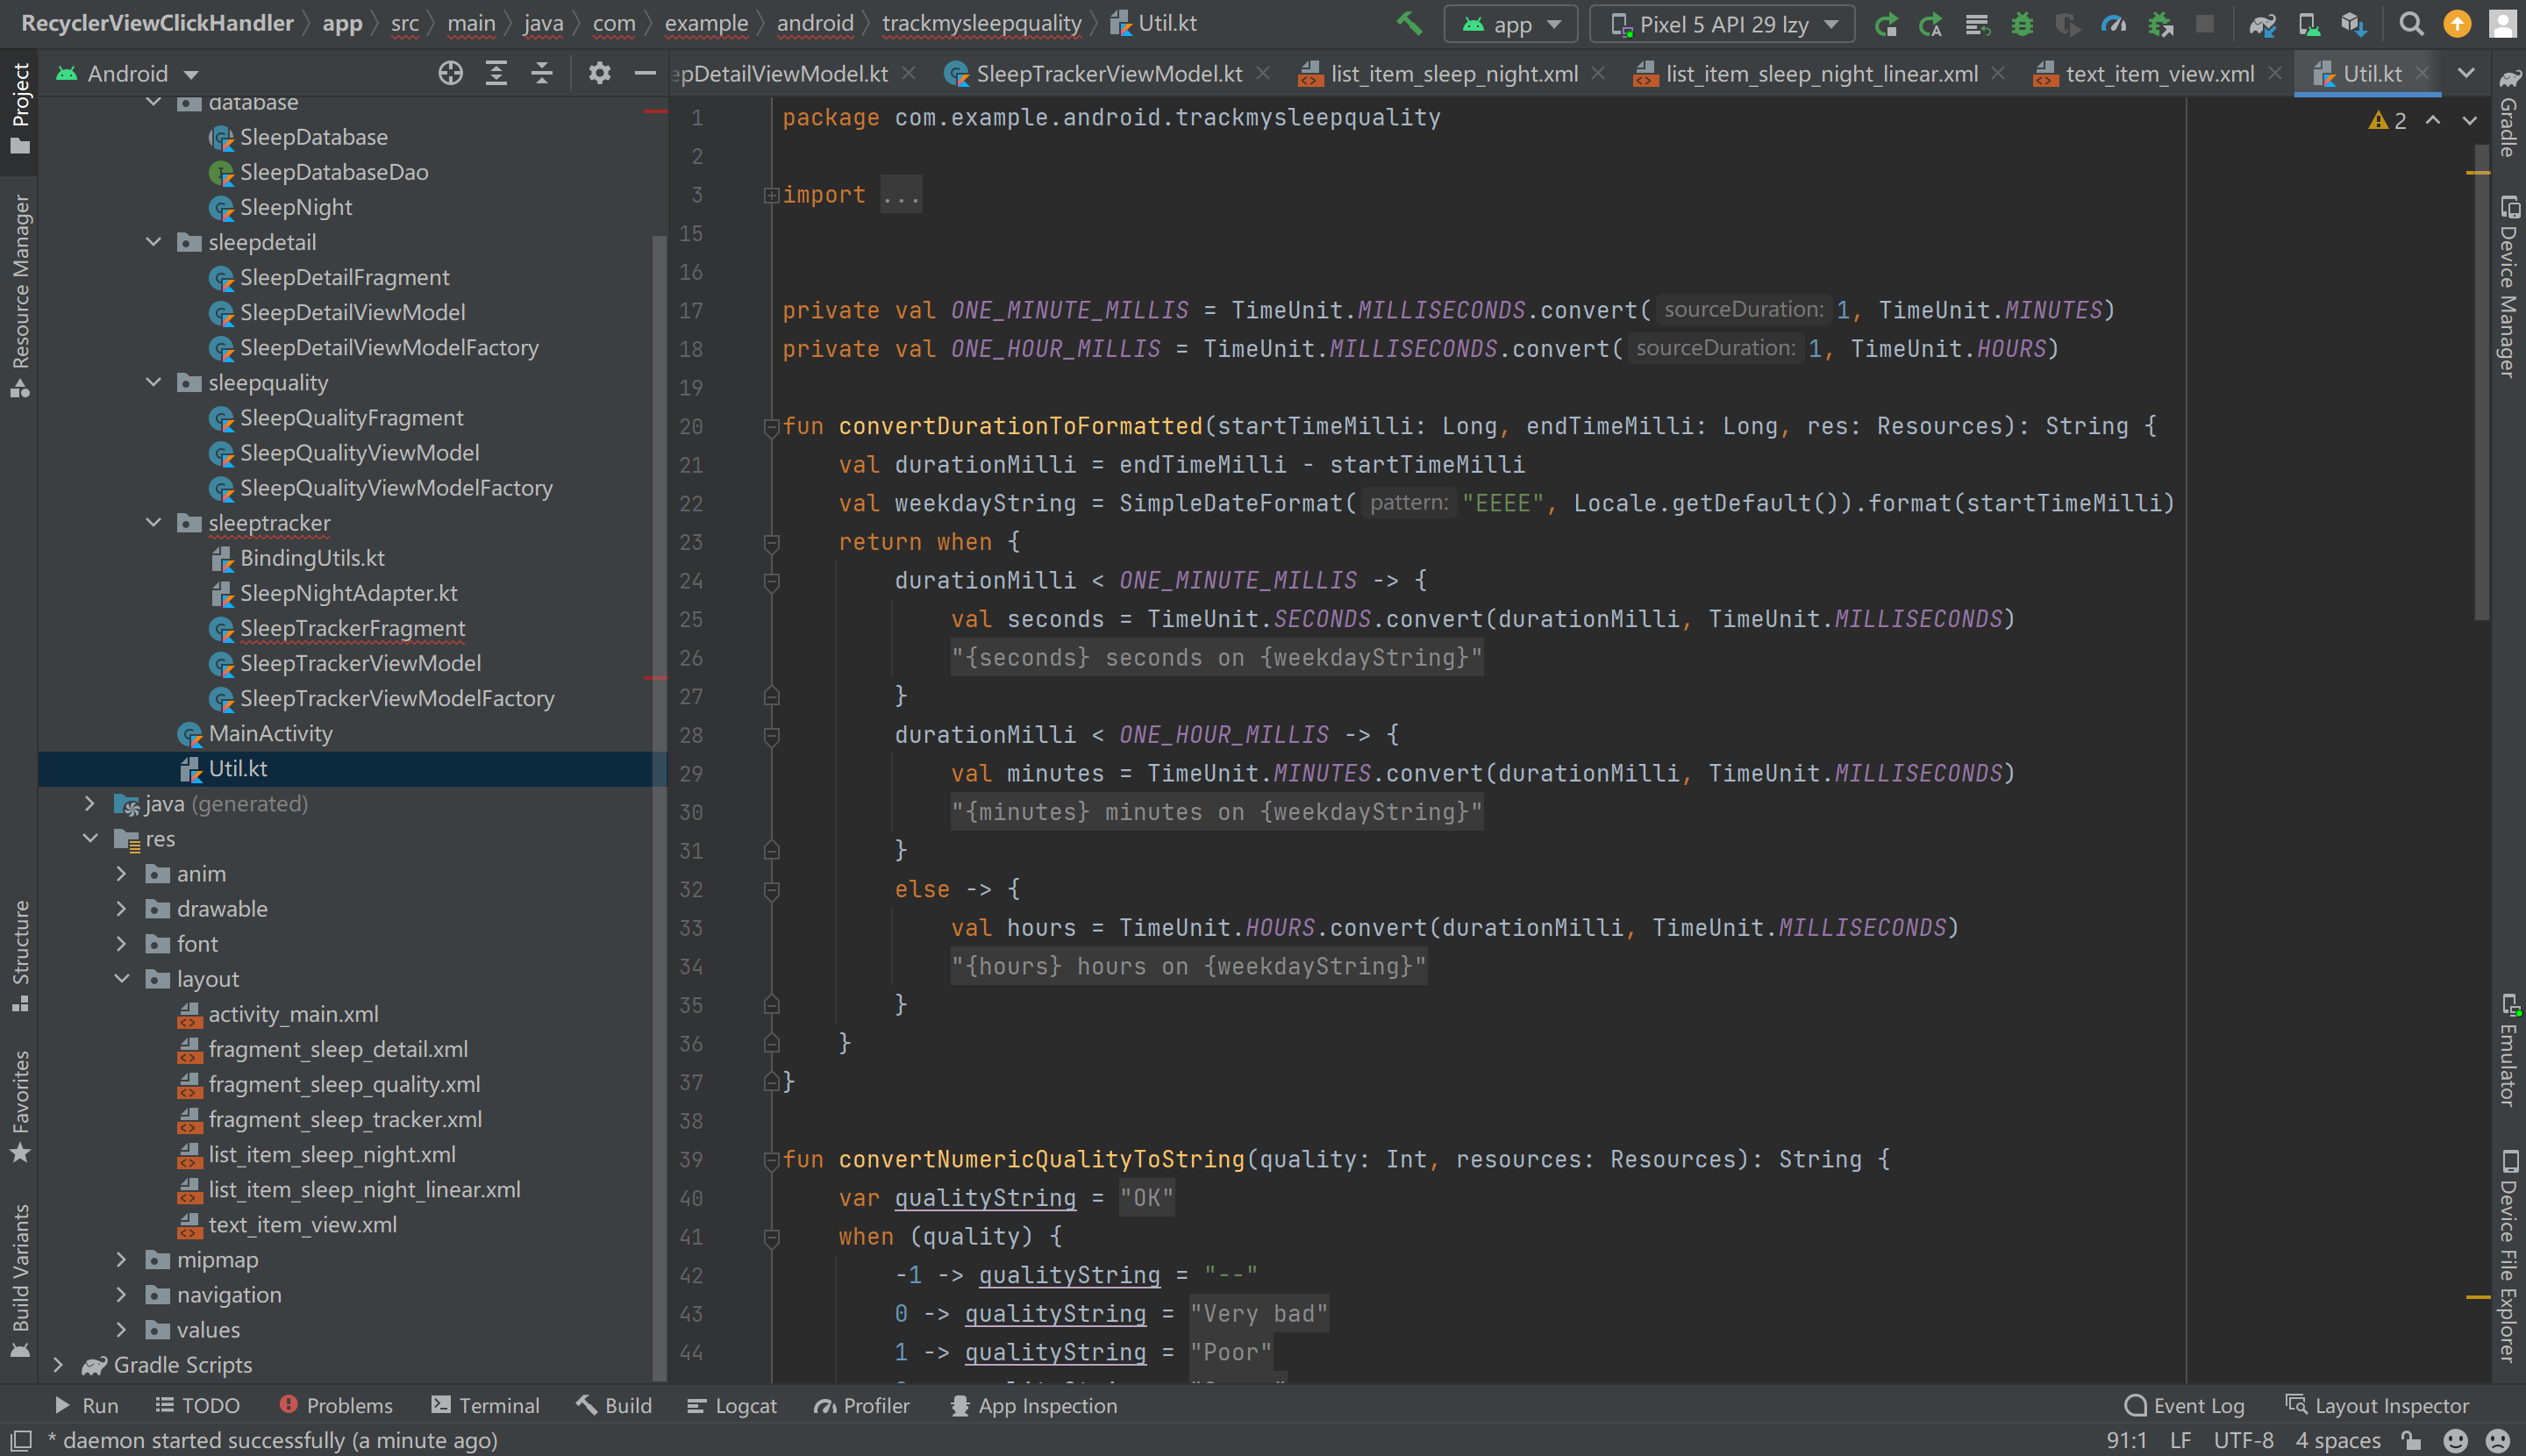 RecyclerViewClickHandler app src main java com example android trackmysleepquality Util.kt app Pixel 5 API 29 lzy
Android
epDetailViewModel.kt SleepTrackerViewModel.kt list_item_sleep_night.xml list_item_sleep_night_linear.xml text_item_view.xml Util.kt
Project
Resource Manager
Structure
Favorites
Build Variants
database
SleepDatabase
SleepDatabaseDao
SleepNight
sleepdetail
SleepDetailFragment
SleepDetailViewModel
SleepDetailViewModelFactory
sleepquality
SleepQualityFragment
SleepQualityViewModel
SleepQualityViewModelFactory
sleeptracker
BindingUtils.kt
SleepNightAdapter.kt
SleepTrackerFragment
SleepTrackerViewModel
SleepTrackerViewModelFactory
MainActivity
Util.kt
java (generated)
res
anim
drawable
font
layout
activity_main.xml
fragment_sleep_detail.xml
fragment_sleep_quality.xml
fragment_sleep_tracker.xml
list_item_sleep_night.xml
list_item_sleep_night_linear.xml
text_item_view.xml
mipmap
navigation
values
Gradle Scripts
1 package com.example.android.trackmysleepquality
2
3 import ...
15
16
17 private val ONE_MINUTE_MILLIS = TimeUnit.MILLISECONDS.convert( sourceDuration: 1, TimeUnit.MINUTES)
18 private val ONE_HOUR_MILLIS = TimeUnit.MILLISECONDS.convert( sourceDuration: 1, TimeUnit.HOURS)
19
20 fun convertDurationToFormatted(startTimeMilli: Long, endTimeMilli: Long, res: Resources): String {
21 val durationMilli = endTimeMilli - startTimeMilli
22 val weekdayString = SimpleDateFormat( pattern: "EEEE", Locale.getDefault()).format(startTimeMilli)
23 return when {
24 durationMilli < ONE_MINUTE_MILLIS -> {
25 val seconds = TimeUnit.SECONDS.convert(durationMilli, TimeUnit.MILLISECONDS)
26 "{seconds} seconds on {weekdayString}"
27 }
28 durationMilli < ONE_HOUR_MILLIS -> {
29 val minutes = TimeUnit.MINUTES.convert(durationMilli, TimeUnit.MILLISECONDS)
30 "{minutes} minutes on {weekdayString}"
31 }
32 else -> {
33 val hours = TimeUnit.HOURS.convert(durationMilli, TimeUnit.MILLISECONDS)
34 "{hours} hours on {weekdayString}"
35 }
36 }
37 }
38
39 fun convertNumericQualityToString(quality: Int, resources: Resources): String {
40 var qualityString = "OK"
41 when (quality) {
42 -1 -> qualityString = "--"
43 0 -> qualityString = "Very bad"
44 1 -> qualityString = "Poor"
2
Gradle
Device Manager
Emulator
Device File Explorer
Run TODO Problems Terminal Build Logcat Profiler App Inspection Event Log Layout Inspector
* daemon started successfully (a minute ago) 91:1 LF UTF-8 4 spaces